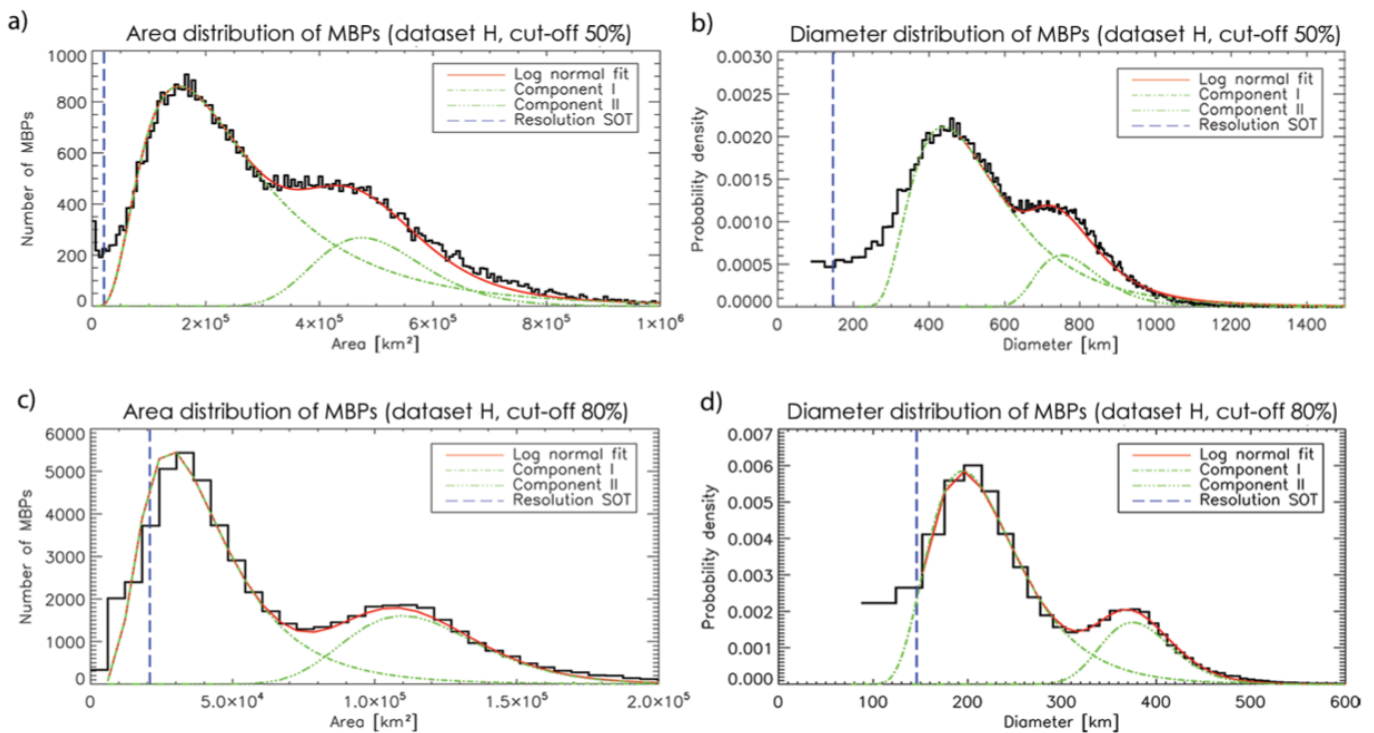 a)
Area distribution of MBPs (dataset H, cut-off 50%)
1000
800
600
400
200
0
Number of MBPs
Log normal fit
Component I
Component II
Resolution SOT
0 2×10⁵ 4×10⁵ 6×10⁵ 8×10⁵ 1×10⁶
Area [km²]
b)
Diameter distribution of MBPs (dataset H, cut-off 50%)
0.0030
0.0025
0.0020
0.0015
0.0010
0.0005
0.0000
Probability density
Log normal fit
Component I
Component II
Resolution SOT
0 200 400 600 800 1000 1200 1400
Diameter [km]
c)
Area distribution of MBPs (dataset H, cut-off 80%)
6000
5000
4000
3000
2000
1000
0
Number of MBPs
Log normal fit
Component I
Component II
Resolution SOT
0 5.0×10⁴ 1.0×10⁵ 1.5×10⁵ 2.0×10⁵
Area [km²]
d)
Diameter distribution of MBPs (dataset H, cut-off 80%)
0.007
0.006
0.005
0.004
0.003
0.002
0.001
0.000
Probability density
Log normal fit
Component I
Component II
Resolution SOT
0 100 200 300 400 500 600
Diameter [km]